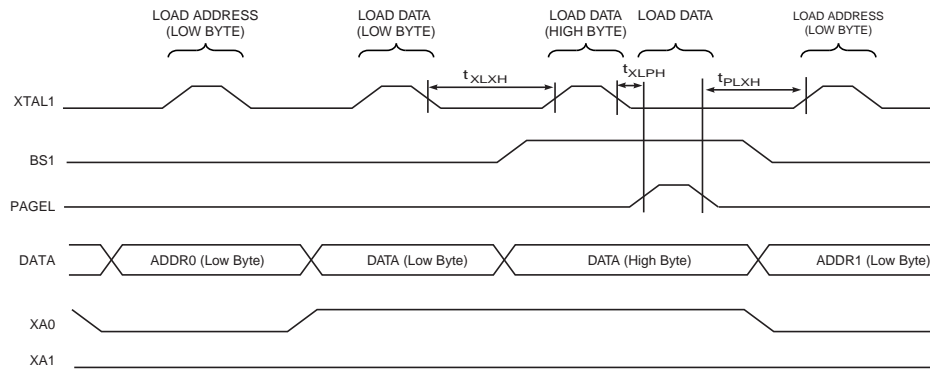 LOAD ADDRESS
(LOW BYTE)
LOAD DATA
(LOW BYTE)
LOAD DATA
(HIGH BYTE)
LOAD DATA
LOAD ADDRESS
(LOW BYTE)
tXLXH
tXLPH
tPLXH
XTAL1
BS1
PAGEL
DATA
ADDR0 (Low Byte)
DATA (Low Byte)
DATA (High Byte)
ADDR1 (Low Byte)
XA0
XA1